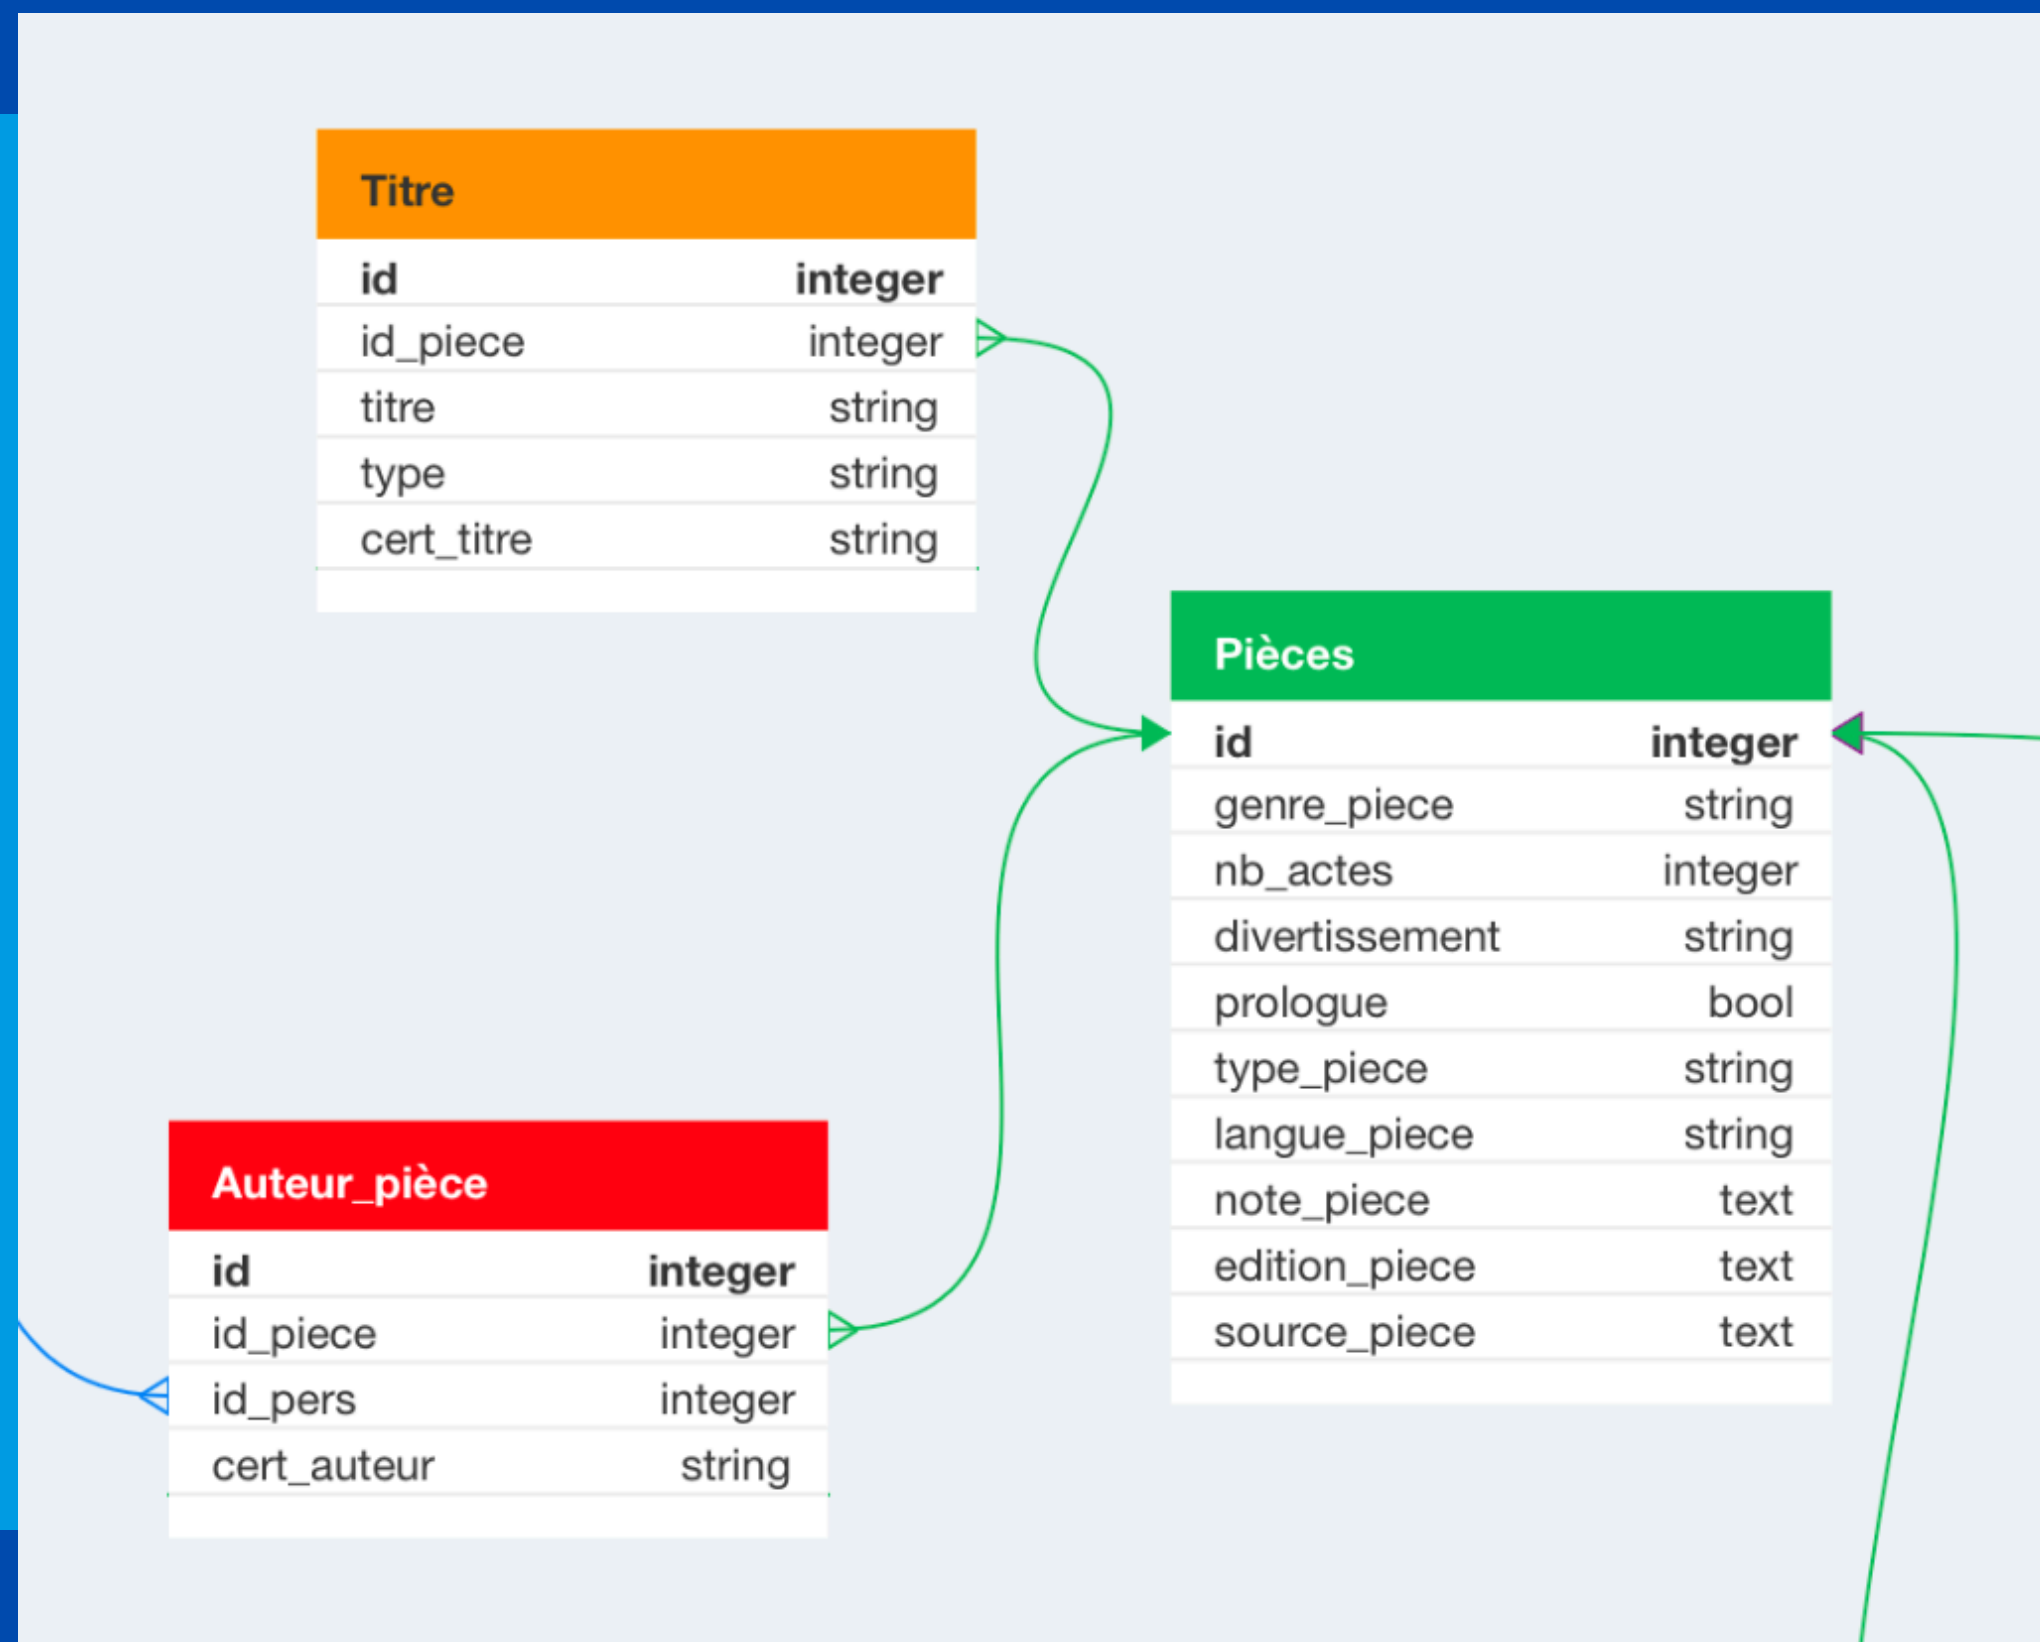 Titre
id integer
id_piece integer
titre string
type string
cert_titre string
Pièces
id integer
genre_piece string
nb_actes integer
divertissement string
prologue bool
type_piece string
langue_piece string
note_piece text
edition_piece text
source_piece text
Auteur_pièce
id integer
id_piece integer
id_pers integer
cert_auteur string